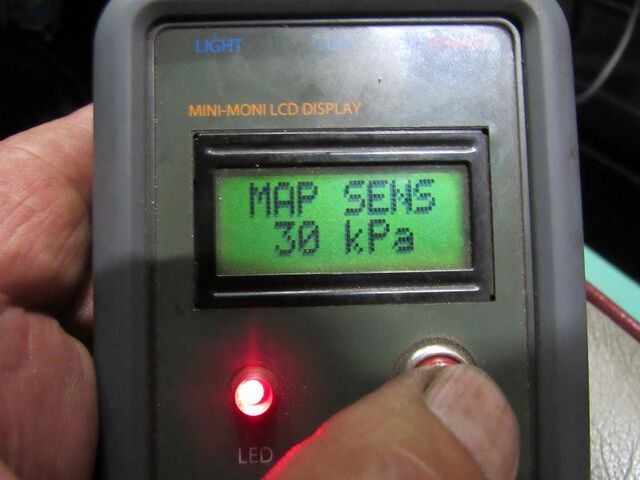 LIGHT
MINI-MONI LCD DISPLAY
MAP SENS
30 kPa
LED